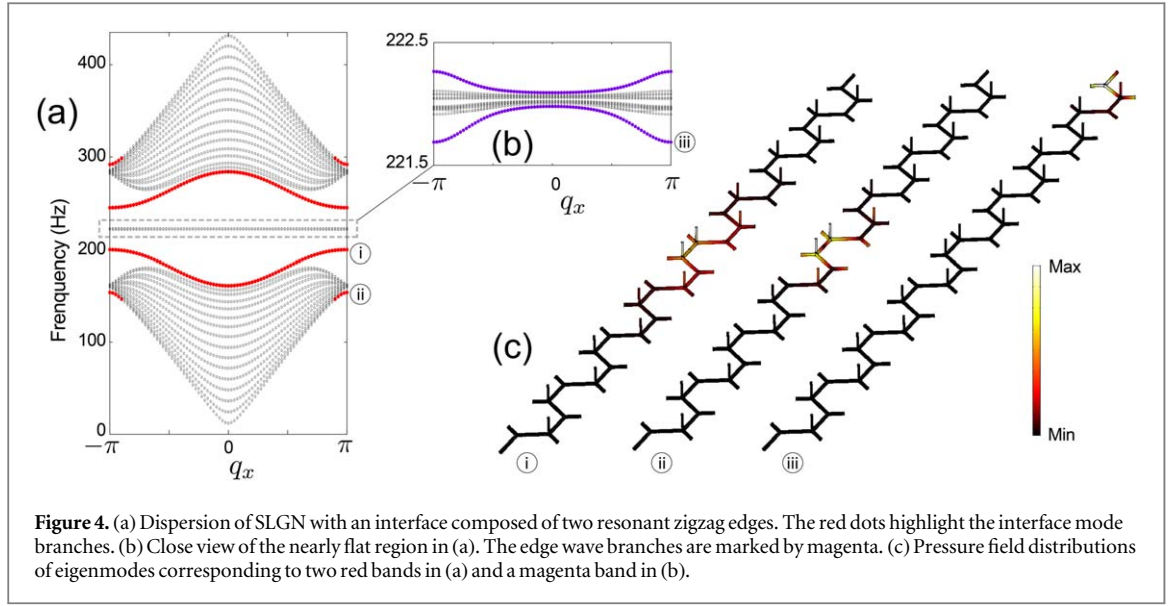 (a)
Frenquency (Hz)
400
300
200
100
0
−π
0
π
q_x
i
ii
(b)
222.5
221.5
−π
0
π
q_x
iii
(c)
i
ii
iii
Max
Min
Figure 4. (a) Dispersion of SLGN with an interface composed of two resonant zigzag edges. The red dots highlight the interface mode
branches. (b) Close view of the nearly flat region in (a). The edge wave branches are marked by magenta. (c) Pressure field distributions
of eigenmodes corresponding to two red bands in (a) and a magenta band in (b).